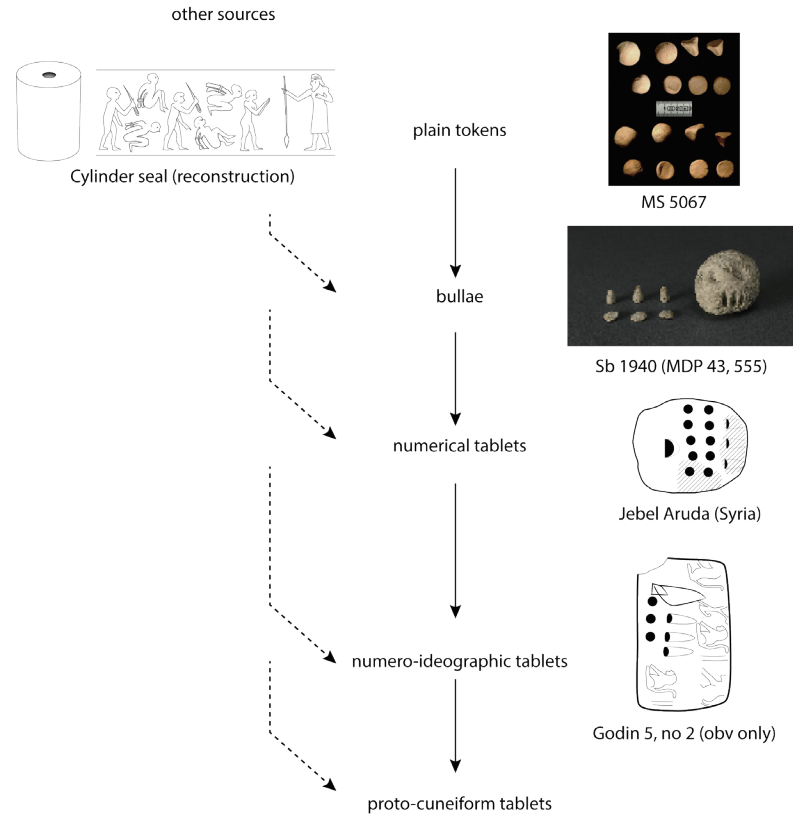 other sources
Cylinder seal (reconstruction)
plain tokens
MS 5067
bullae
Sb 1940 (MDP 43, 555)
numerical tablets
Jebel Aruda (Syria)
numero-ideographic tablets
Godin 5, no 2 (obv only)
proto-cuneiform tablets